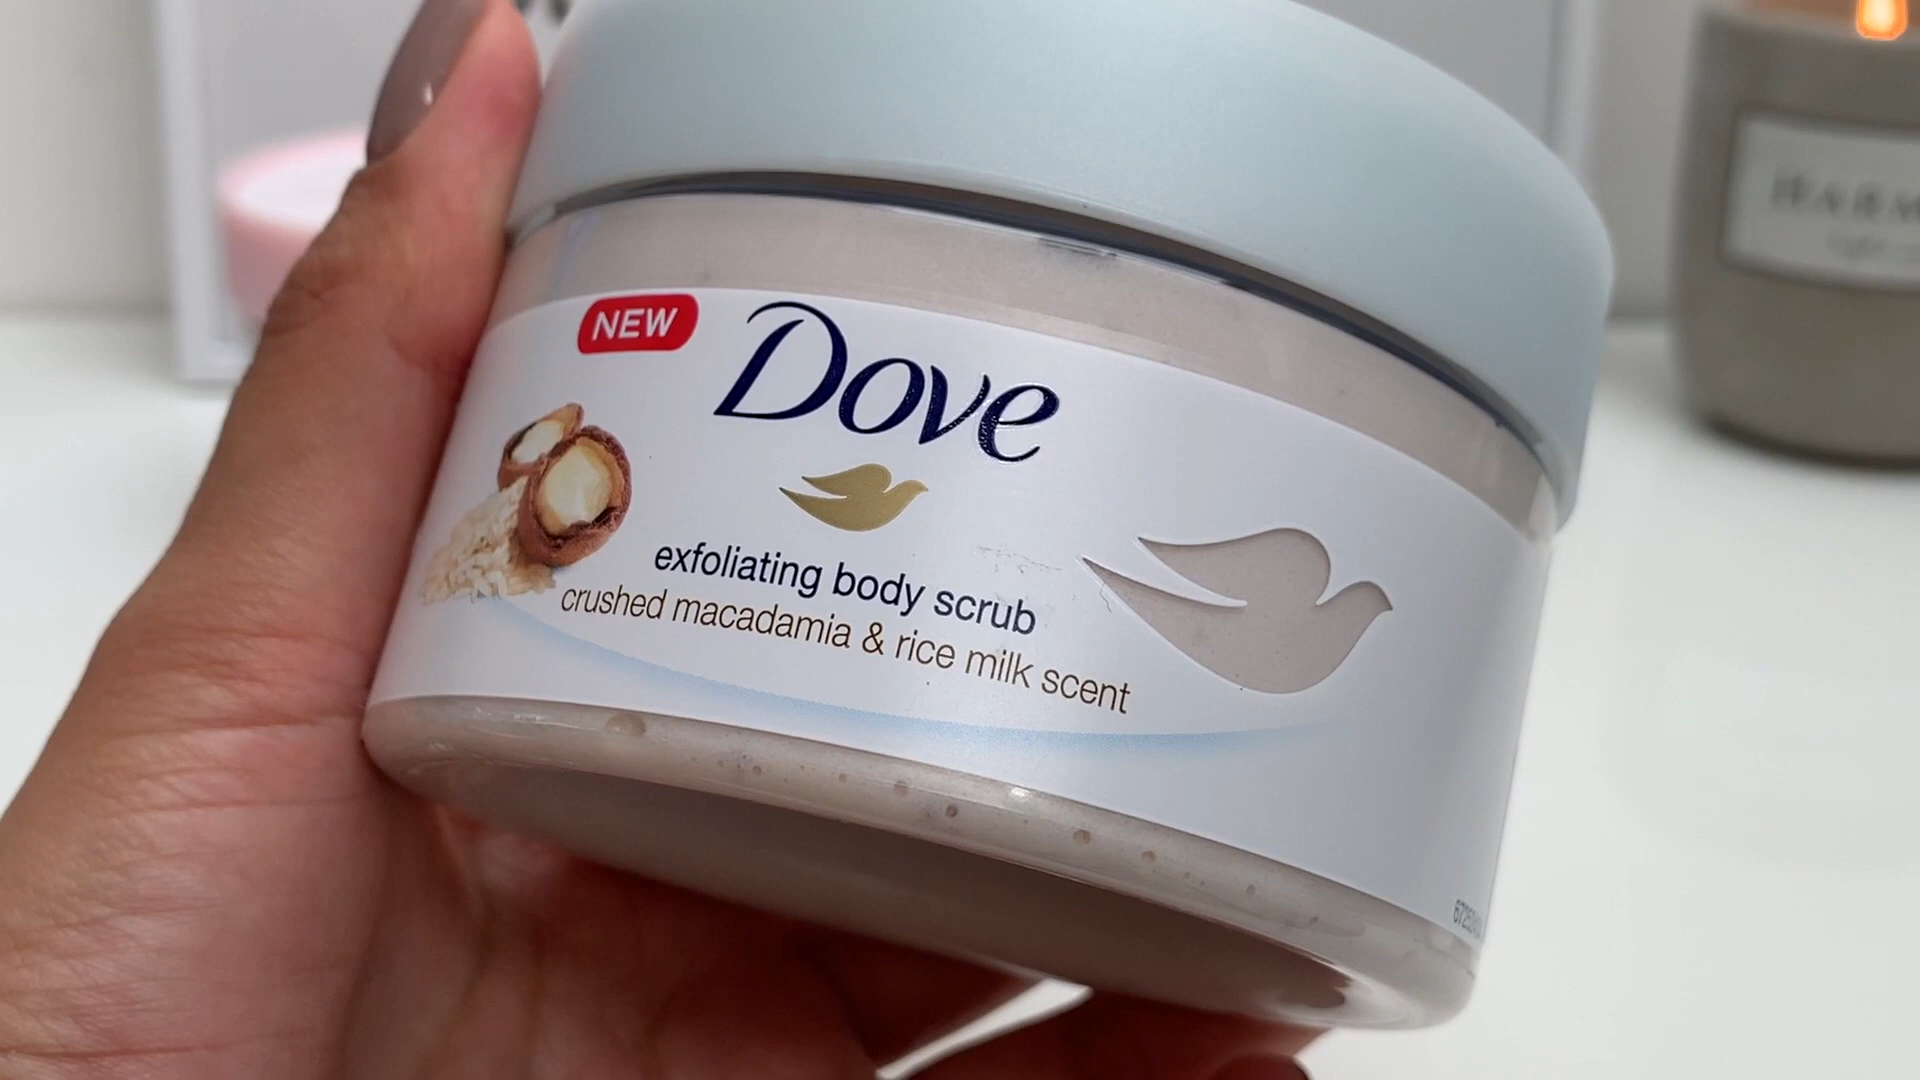 NEW
Dove
exfoliating body scrub
crushed macadamia & rice milk scent